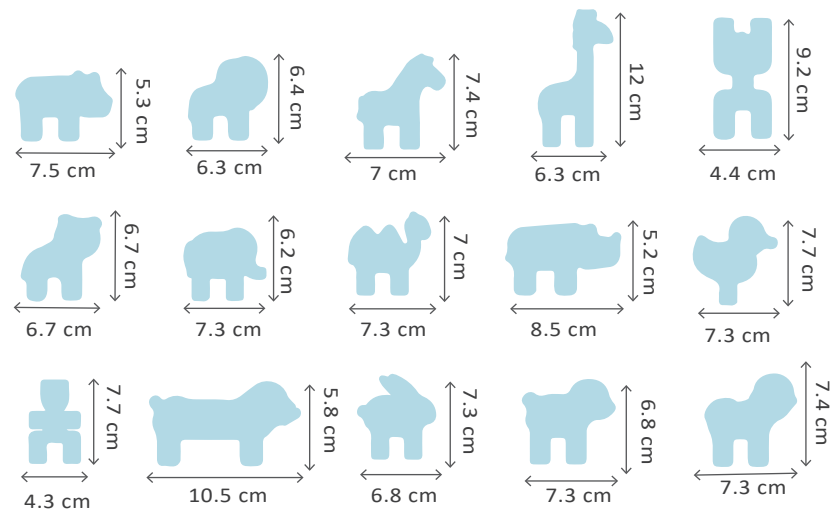 5.3 cm
7.5 cm
6.4 cm
6.3 cm
7.4 cm
7 cm
12 cm
6.3 cm
9.2 cm
4.4 cm
6.7 cm
6.7 cm
6.2 cm
7.3 cm
7 cm
7.3 cm
5.2 cm
8.5 cm
7.7 cm
7.3 cm
7.7 cm
4.3 cm
5.8 cm
10.5 cm
7.3 cm
6.8 cm
6.8 cm
7.3 cm
7.4 cm
7.3 cm